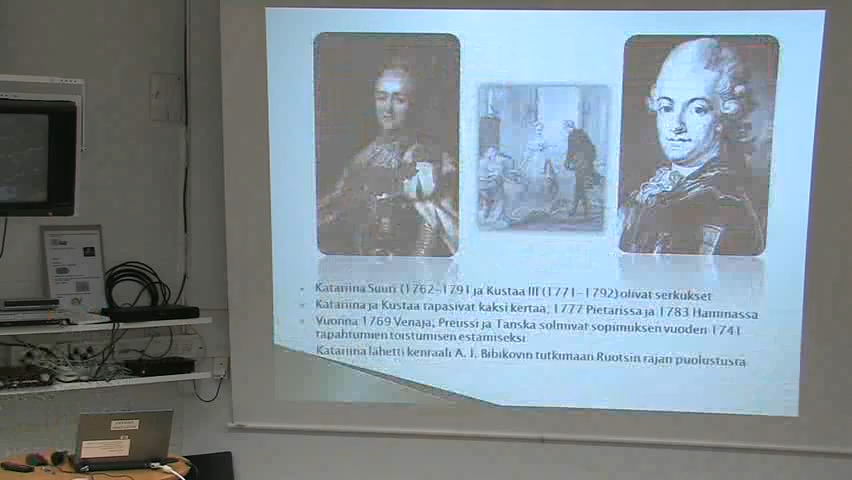 Katariina Suuri (1762-1791 ja Kustaa III (1771-1792) olivat serkukset
Katariina ja Kustaa tapasivat kaksi kertaa, 1777 Pietarissa ja 1783 Haminassa
Vuonna 1769 Venäjä, Preussi ja Tanska solmivat sopimuksen vuoden 1741
tapahtumien toistumisen estämiseksi
Katariina lähetti kenraali A. I. Bibikovin tutkimaan Ruotsin rajan puolustusta